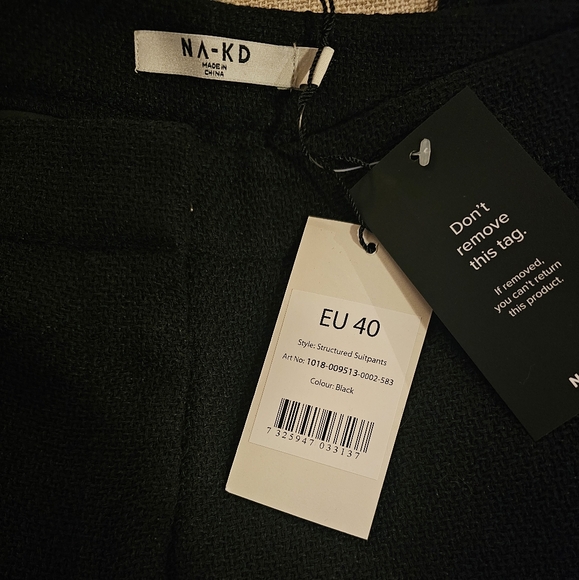 NA-KD
MADE IN
CHINA
Don't
remove
this tag.
If removed,
you can't return
this product.
EU 40
Style: Structured Suitpants
Art No: 1018-009513-0002-583
Colour: Black
7 325947 033137
N